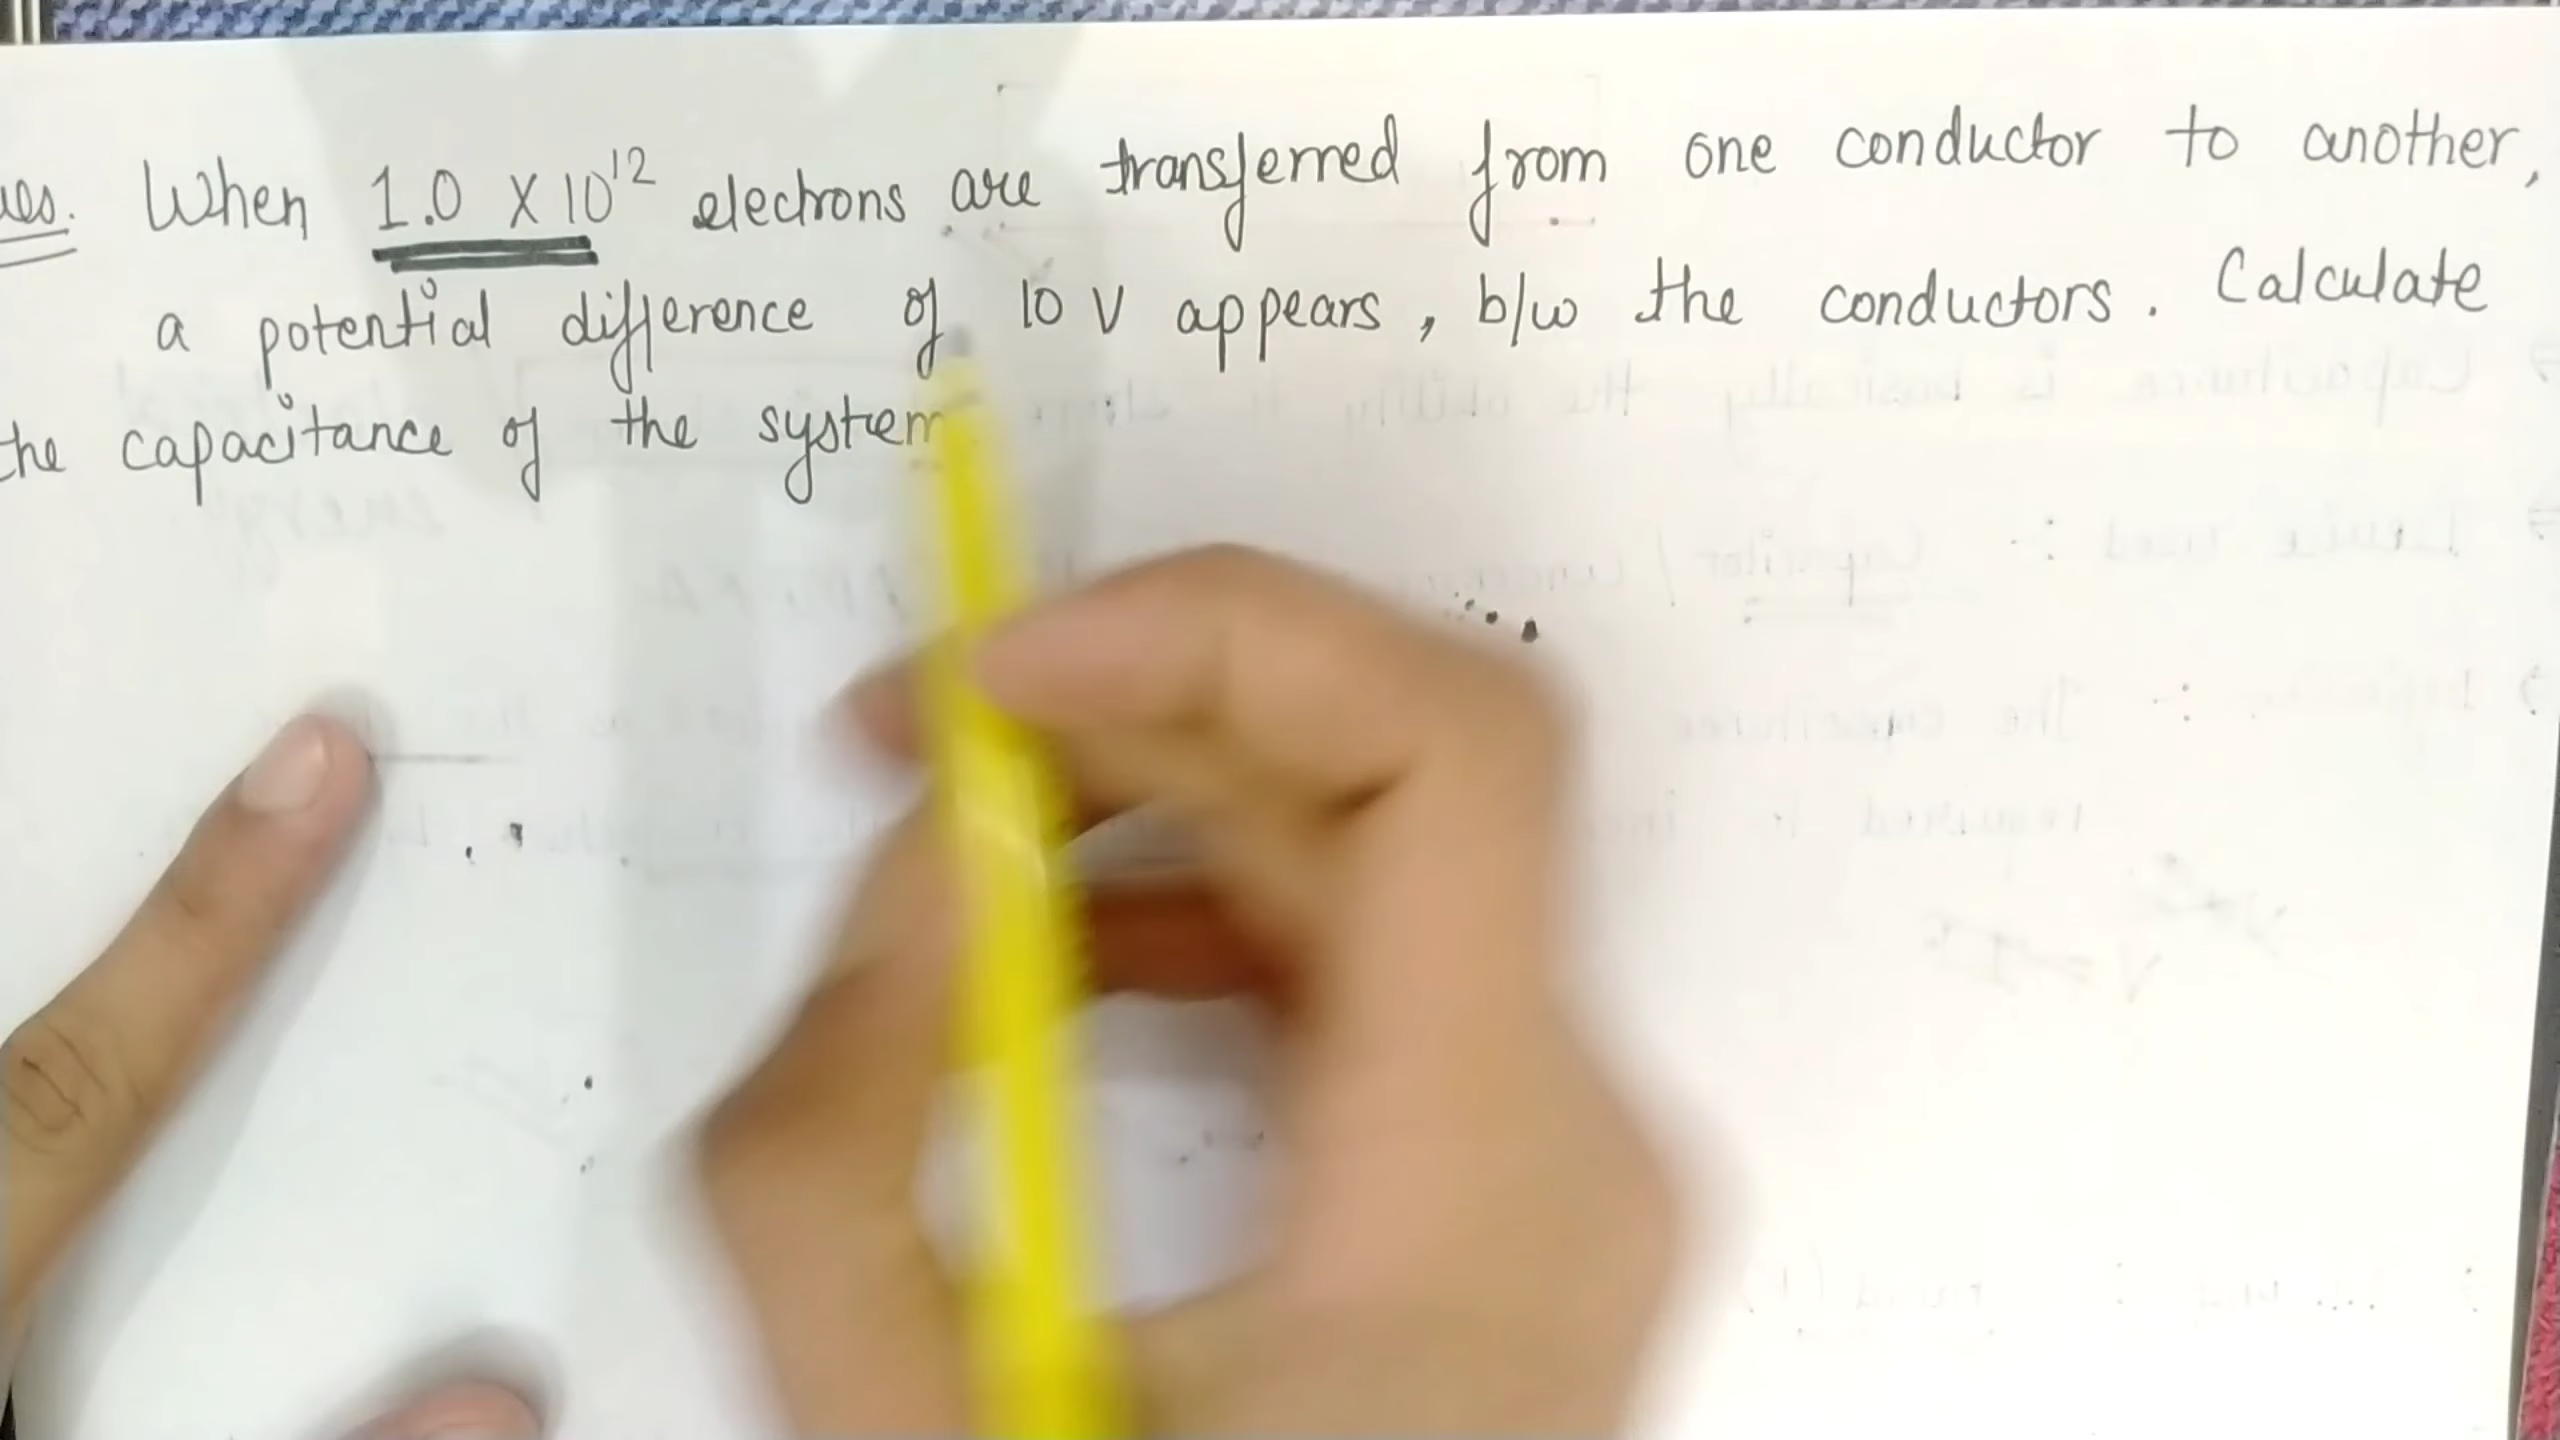 ues. When 1.0 X 10¹² electrons are transferred from one conductor to another,
a potential difference of 10 V appears, b/w the conductors. Calculate
the capacitance of the system